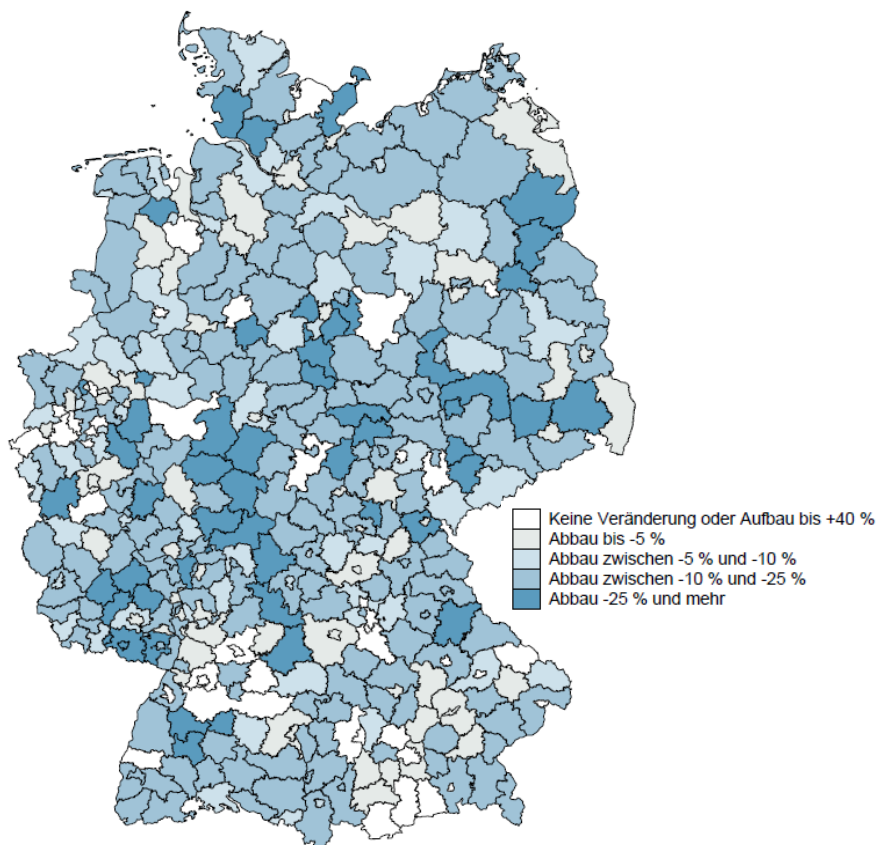 Keine Veränderung oder Aufbau bis +40 %
Abbau bis -5 %
Abbau zwischen -5 % und -10 %
Abbau zwischen -10 % und -25 %
Abbau -25 % und mehr